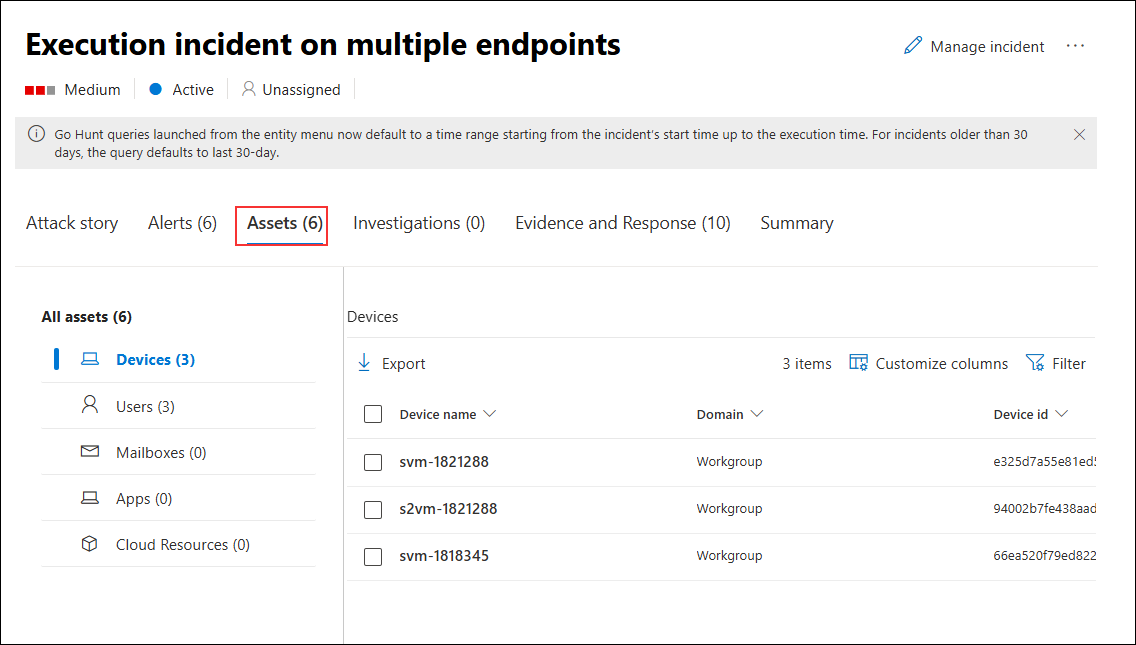 Execution incident on multiple endpoints
Manage incident
Medium
Active
Unassigned
Go Hunt queries launched from the entity menu now default to a time range starting from the incident's start time up to the execution time. For incidents older than 30
days, the query defaults to last 30-day.
Attack story
Alerts (6)
Assets (6)
Investigations (0)
Evidence and Response (10)
Summary
All assets (6)
Devices (3)
Users (3)
Mailboxes (0)
Apps (0)
Cloud Resources (0)
Devices
Export
3 items
Customize columns
Filter
Device name
Domain
Device id
svm-1821288
Workgroup
e325d7a55e81ed5
s2vm-1821288
Workgroup
94002b7fe438aad
svm-1818345
Workgroup
66ea520f79ed822